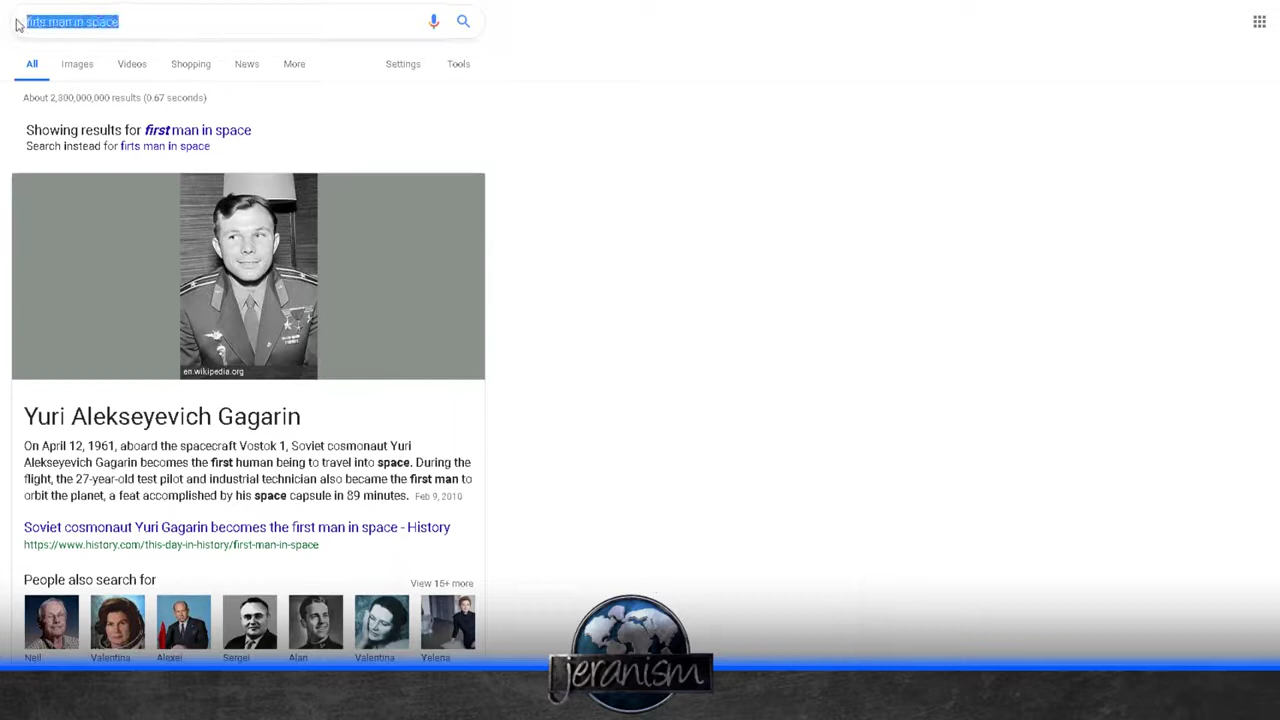 firts man in space
All Images Videos Shopping News More Settings Tools
About 2,300,000,000 results (0.67 seconds)
Showing results for first man in space
Search instead for firts man in space
en.wikipedia.org
Yuri Alekseyevich Gagarin
On April 12, 1961, aboard the spacecraft Vostok 1, Soviet cosmonaut Yuri
Alekseyevich Gagarin becomes the first human being to travel into space. During the
flight, the 27-year-old test pilot and industrial technician also became the first man to
orbit the planet, a feat accomplished by his space capsule in 89 minutes. Feb 9, 2010
Soviet cosmonaut Yuri Gagarin becomes the first man in space - History
https://www.history.com/this-day-in-history/first-man-in-space
People also search for View 15+ more
Neil Valentina Alexei Sergei Alan Valentina Yelena
jeranism